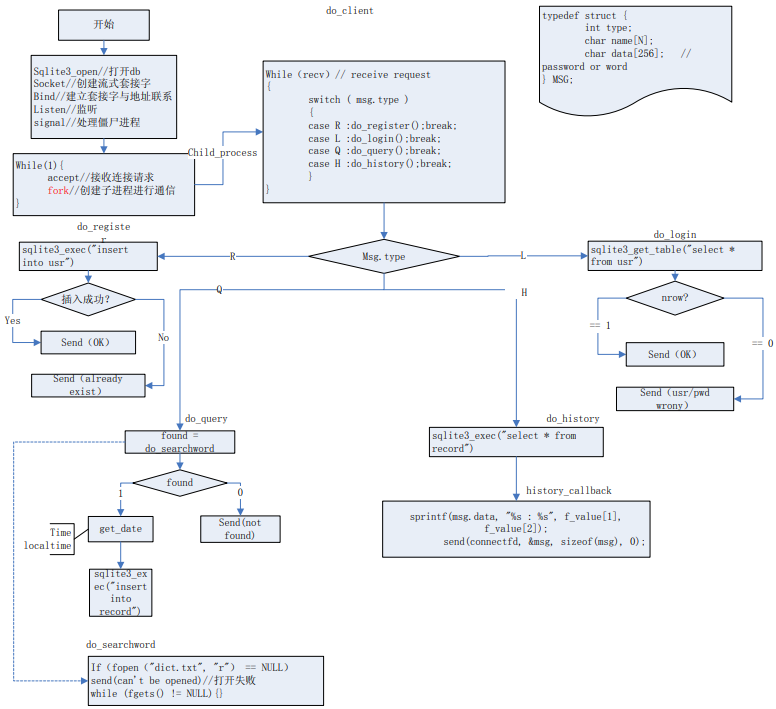 do_client
开始
typedef struct {
int type;
char name[N];
char data[256];   //
password or word
} MSG;
Sqlite3_open//打开db
Socket//创建流式套接字
Bind//建立套接字与地址联系
Listen//监听
signal//处理僵尸进程
While（recv）// receive request
{
switch ( msg.type )
{
case R :do_register();break;
case L :do_login();break;
case Q :do_query();break;
case H :do_history();break;
}
}
Child_process
While(1){
accept//接收连接请求
fork//创建子进程进行通信
}
do_registe
r
sqlite3_exec("insert
into usr")
R
Msg.type
L
do_login
sqlite3_get_table("select *
from usr")
插入成功？
Yes
No
Send（OK）
Send（already
exist）
Q
H
nrow?
== 1
== 0
Send（OK）
Send（usr/pwd
wrony）
do_query
found =
do_searchword
found
1
0
Time
localtime
get_date
Send(not
found)
sqlite3_ex
ec("insert
into
record")
do_history
sqlite3_exec("select * from
record")
history_callback
sprintf(msg.data, "%s : %s", f_value[1],
f_value[2]);
send(connectfd, &msg, sizeof(msg), 0);
do_searchword
If（fopen（"dict.txt", "r"） == NULL）
send(can't be opened)//打开失败
while（fgets() != NULL）{}